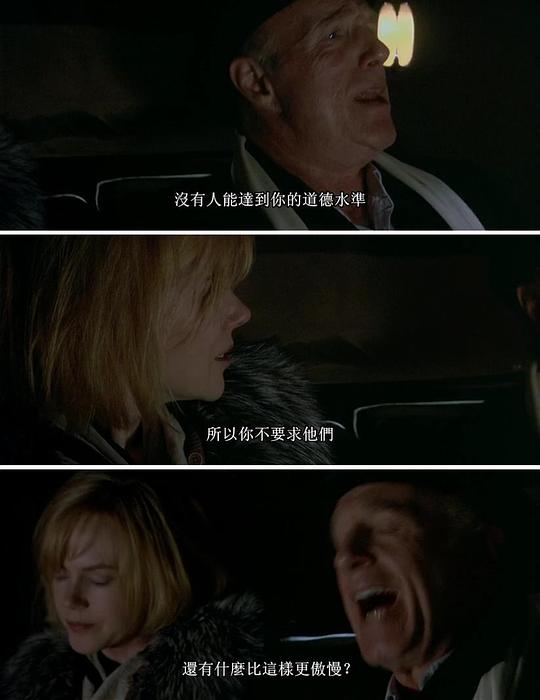 沒有人能達到你的道德水準
所以你不要求他們
還有什麼比這樣更傲慢?